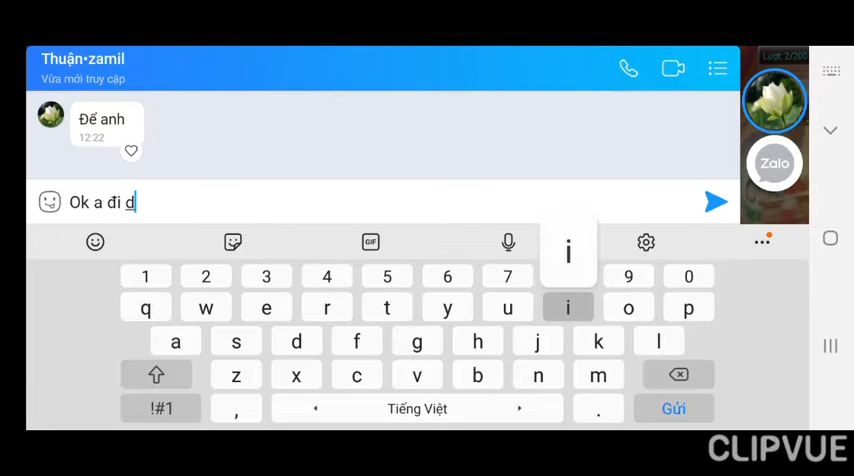 Thuận•zamil
Vừa mới truy cập
Lượt: 2/200
Để anh
12:22
Zalo
Ok a đi d
GIF
i
1 2 3 4 5 6 7 9 0
q w e r t y u i o p
a s d f g h j k l
z x c v b n m
!#1 , Tiếng Việt . Gửi
CLIPVUE